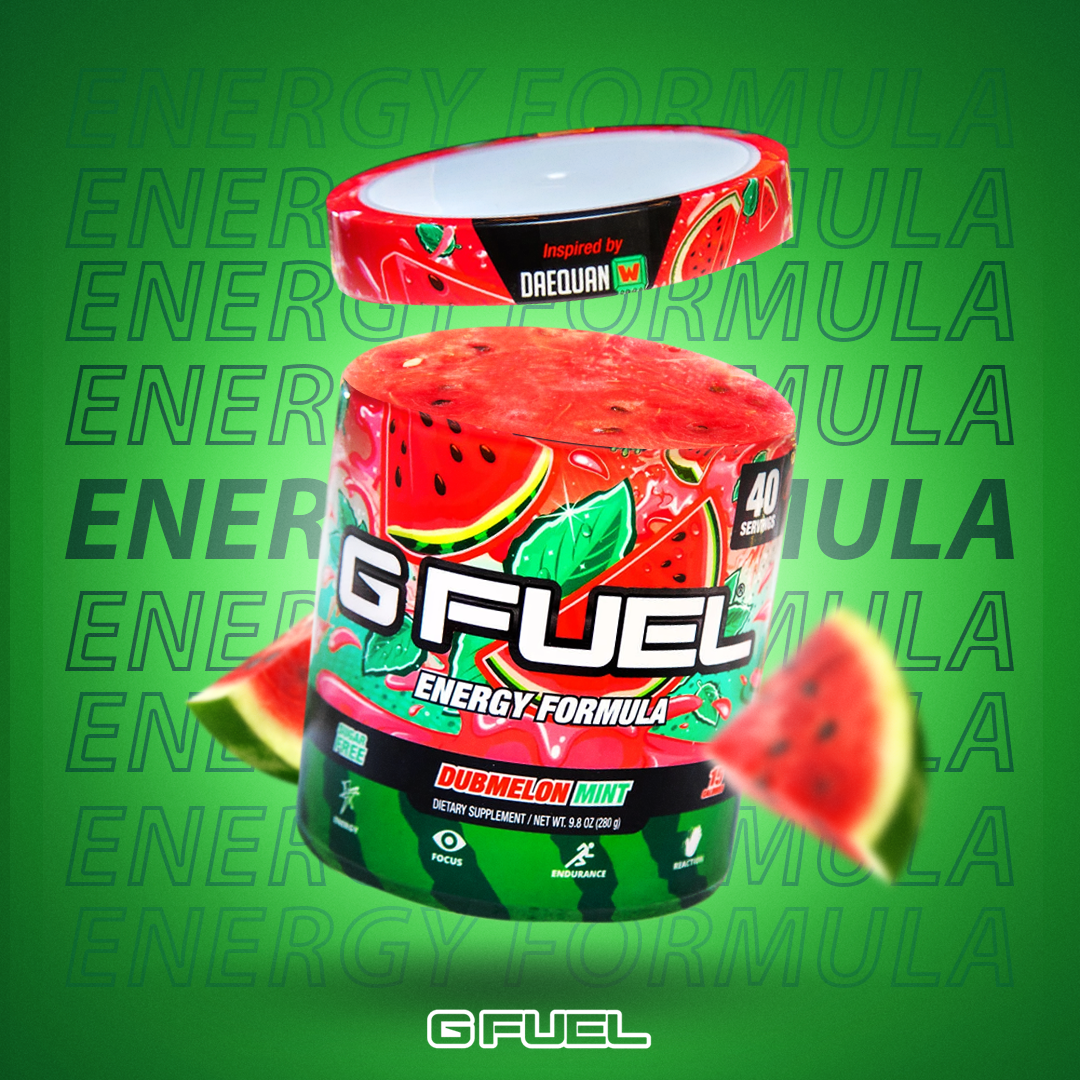 ENERGY FORMULA
ENERGY FORMULA
ENERGY FORMULA
ENERGY FORMULA
ENERGY FORMULA
ENERGY FORMULA
ENERGY FORMULA
ENERGY FORMULA
ENERGY FORMULA
Inspired by
DAEQUAN W
40
SERVINGS
G FUEL®
ENERGY FORMULA
SUGAR
FREE
DUBMELON MINT
15
DIETARY SUPPLEMENT / NET WT. 9.8 OZ (280 g)
ENERGY
FOCUS
ENDURANCE
REACTION
G FUEL